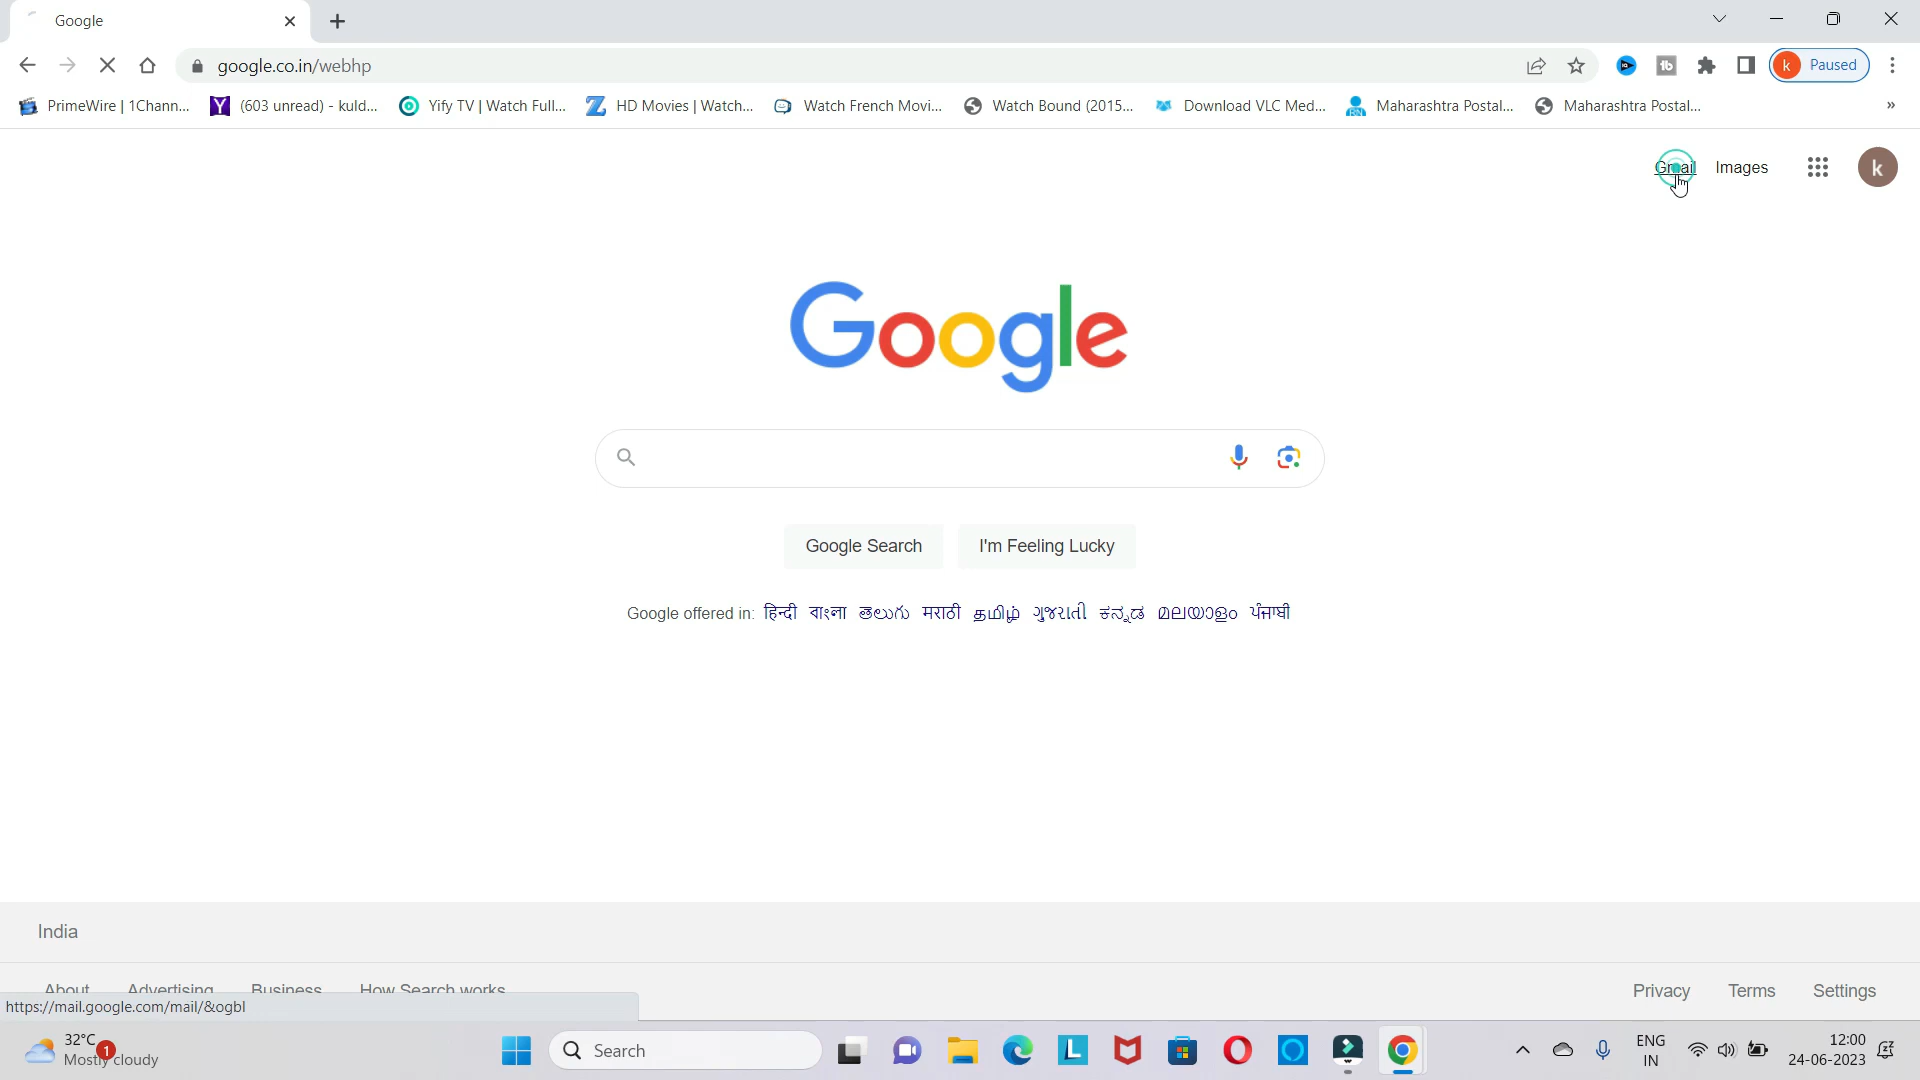 Google
google.co.in/webhp
k Paused
PrimeWire | 1Chann... (603 unread) - kuld... Yify TV | Watch Full... HD Movies | Watch... Watch French Movi... Watch Bound (2015... Download VLC Med... Maharashtra Postal... Maharashtra Postal... »
Gmail Images k
Google
Google Search I'm Feeling Lucky
Google offered in: हिन्दी বাংলা తెలుగు मराठी தமிழ் ગુજરાતી ಕನ್ನಡ മലയാളം ਪੰਜਾਬੀ
India
About Advertising Business How Search works Privacy Terms Settings
https://mail.google.com/mail/&ogbl
32°C 1
Mostly cloudy
Search
ENG
IN
12:00
24-06-2023